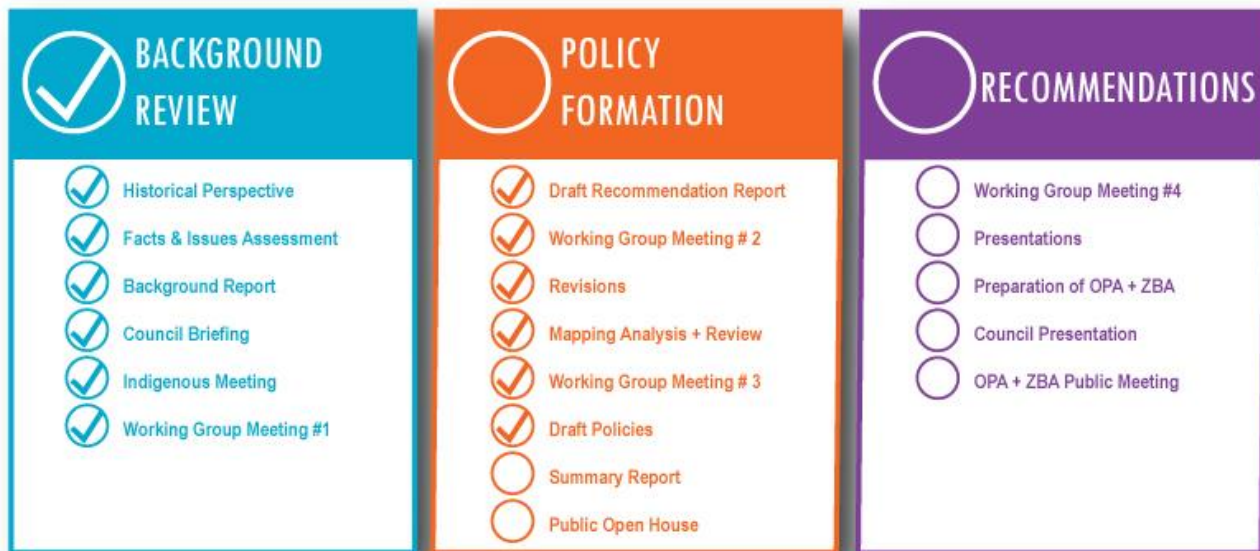 BACKGROUND
REVIEW
Historical Perspective
Facts & Issues Assessment
Background Report
Council Briefing
Indigenous Meeting
Working Group Meeting #1
POLICY
FORMATION
Draft Recommendation Report
Working Group Meeting # 2
Revisions
Mapping Analysis + Review
Working Group Meeting # 3
Draft Policies
Summary Report
Public Open House
RECOMMENDATIONS
Working Group Meeting #4
Presentations
Preparation of OPA + ZBA
Council Presentation
OPA + ZBA Public Meeting